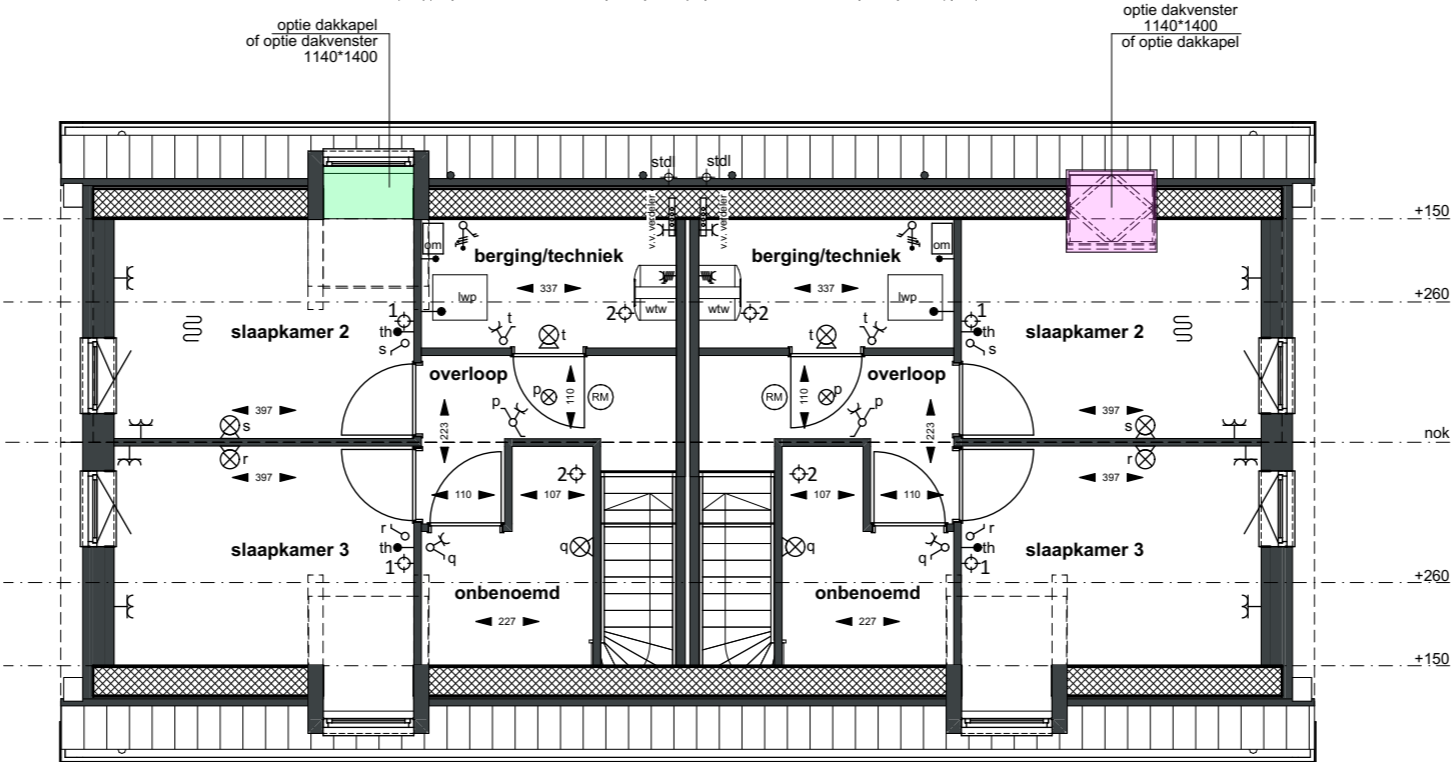 optie dakkapel
of optie dakvenster
1140*1400
optie dakvenster
1140*1400
of optie dakkapel
stdl stdl
v.v. verdeler v.v. verdeler
+150
om berging/techniek berging/techniek om
337 337
lwp lwp
+260
1 2 wtw wtw 2 1
th t t t t th
slaapkamer 2 slaapkamer 2
s s
overloop overloop
p p RM RM p p
110 110
397 397
s s
223 223
nok
r r
397 397
2 2
110 107 107 110
r r
slaapkamer 3 th q q q q th slaapkamer 3
1 1
+260
onbenoemd onbenoemd
227 227
+150